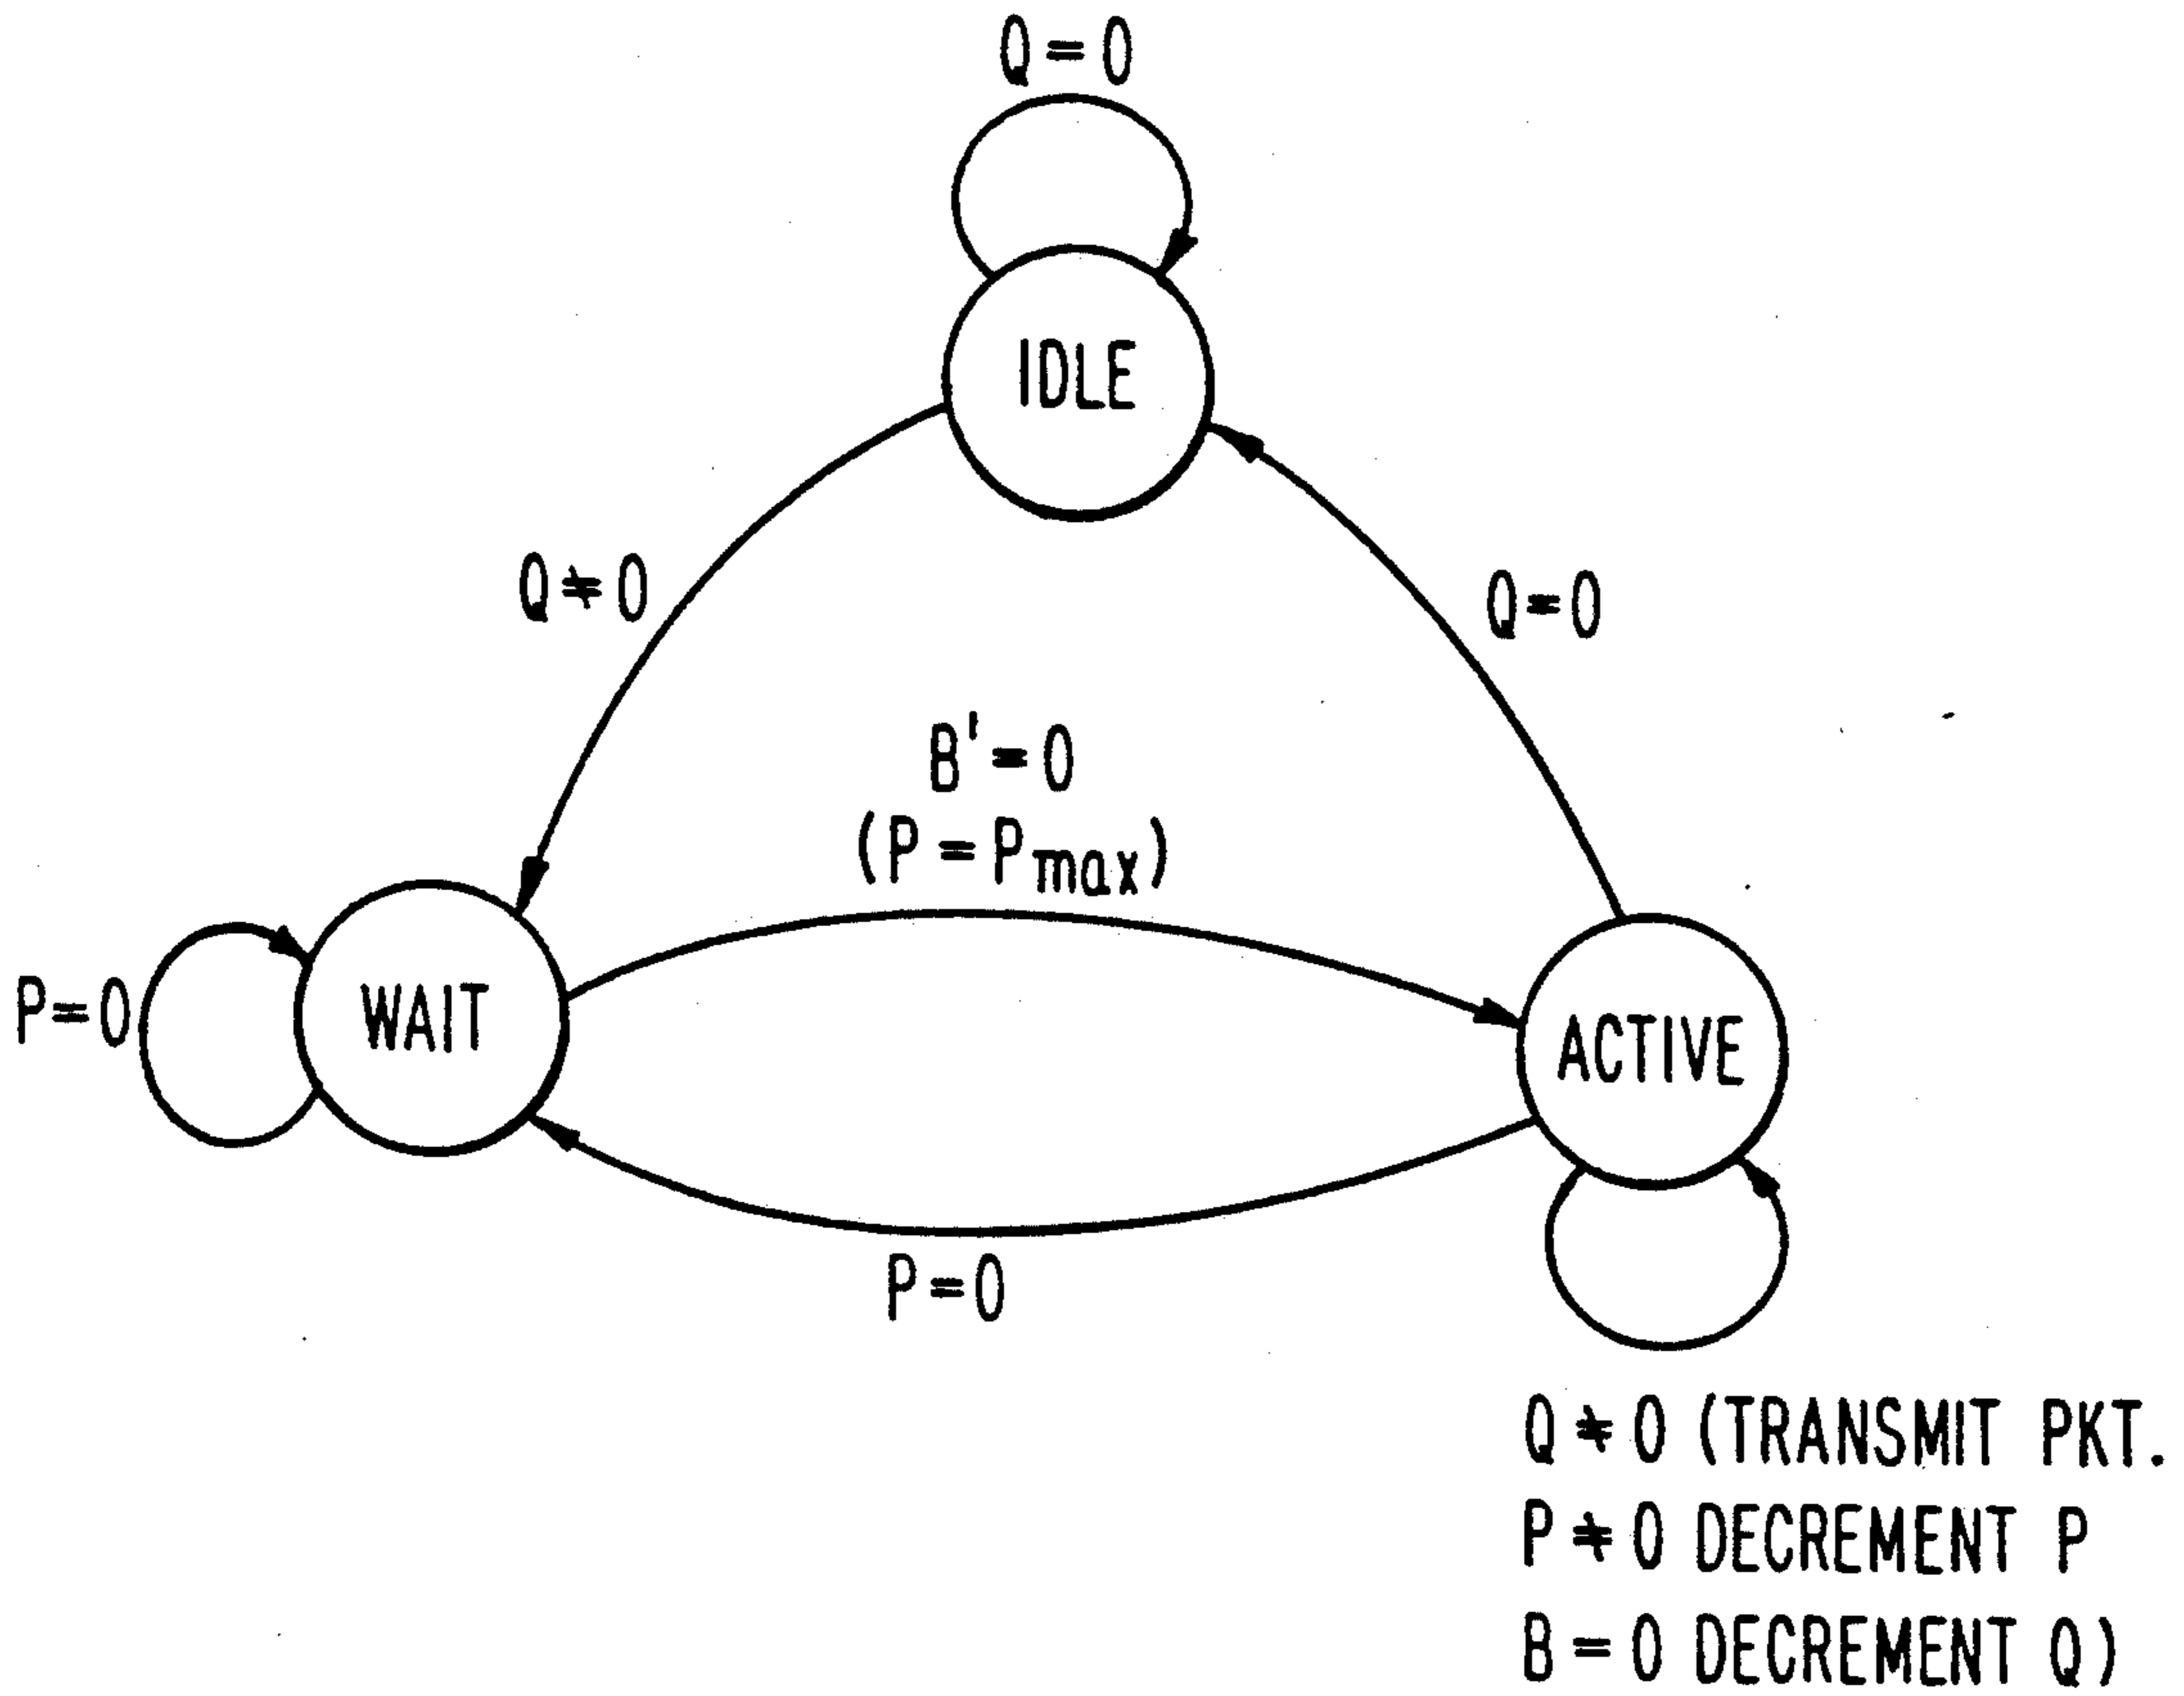 Q = 0
IDLE
Q ≠ 0
Q = 0
B' = 0
(P = Pmax)
P = 0
WAIT
ACTIVE
P = 0
Q ≠ 0 (TRANSMIT PKT.
P ≠ 0 DECREMENT P
B = 0 DECREMENT Q)